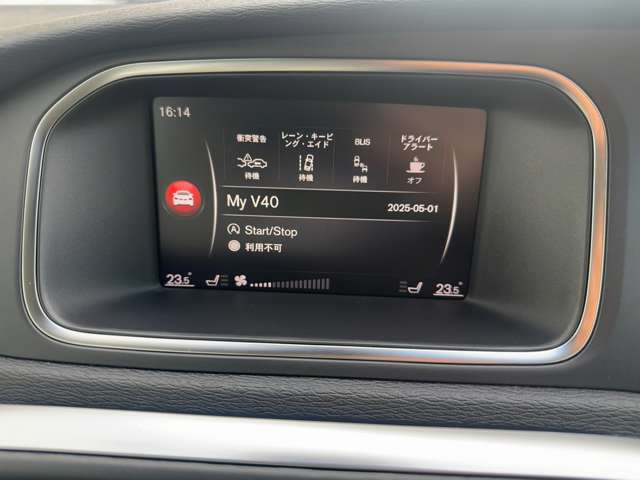 16:14
衝突警告
待機
レーン・キーピ
ング・エイド
待機
BLIS
待機
ドライバー
アラート
オフ
My V40
2025-05-01
Start/Stop
利用不可
23.5°
23.5°